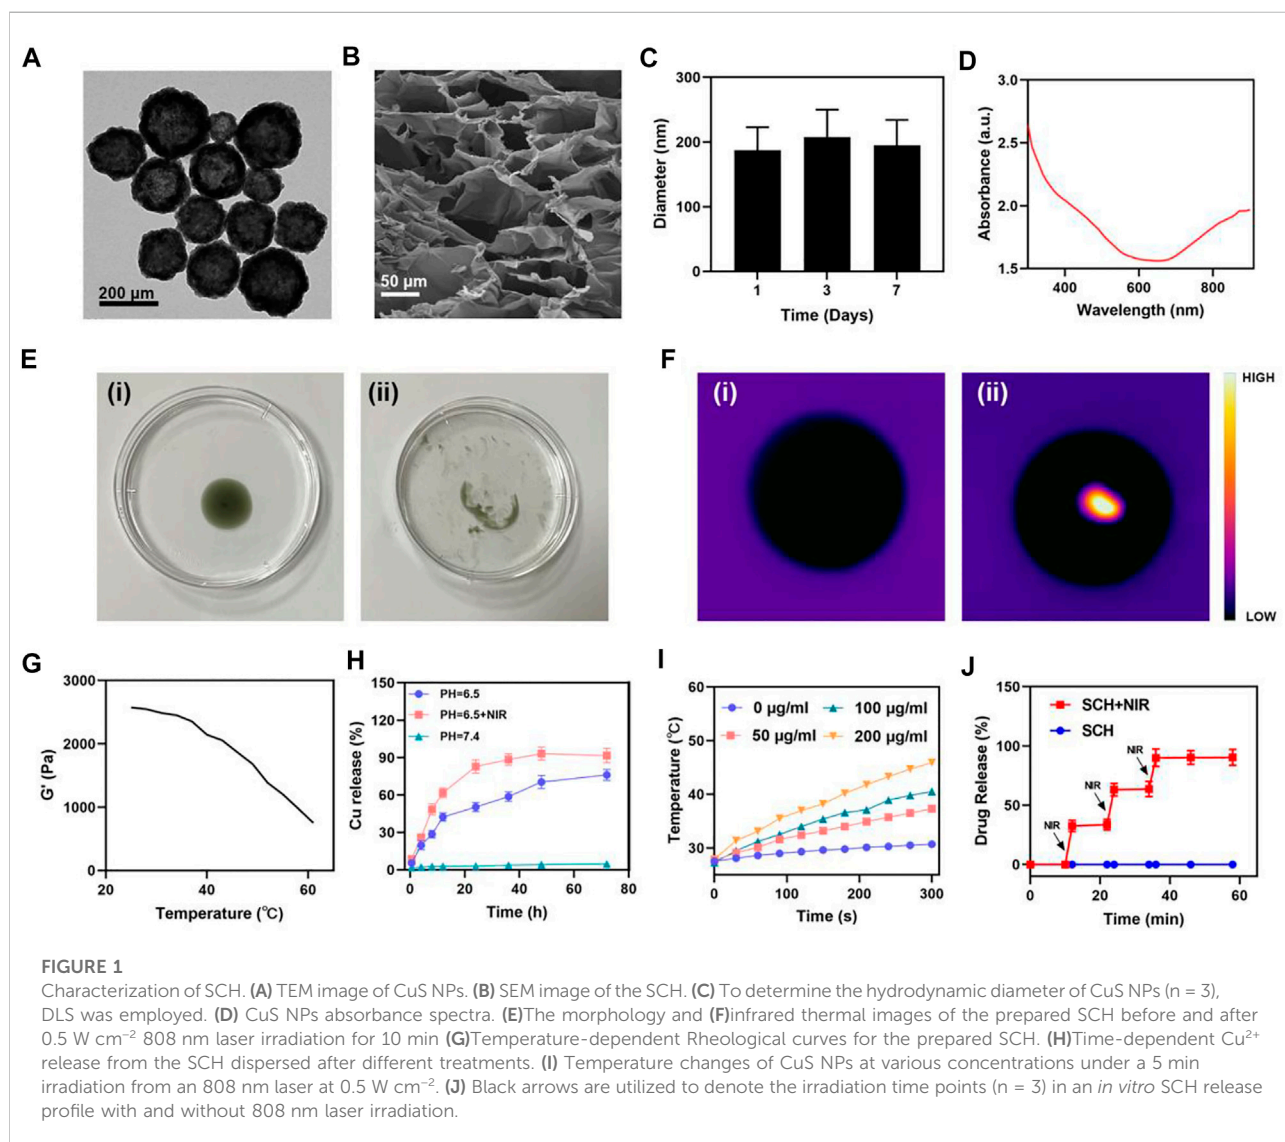 A
200 μm
B
50 μm
C
300
200
100
0
Diameter (nm)
1 3 7
Time (Days)
D
3.0
2.5
2.0
1.5
Absorbance (a.u.)
400 600 800
Wavelength (nm)
E
(i)
(ii)
F
(i)
(ii)
HIGH
LOW
G
3000
2000
1000
0
G' (Pa)
20 40 60
Temperature (°C)
H
150
120
90
60
30
0
Cu release (%)
PH=6.5
PH=6.5+NIR
PH=7.4
0 20 40 60 80
Time (h)
I
60
50
40
30
Temperature (°C)
0 μg/ml 100 μg/ml
50 μg/ml 200 μg/ml
0 100 200 300
Time (s)
J
150
100
50
0
Drug Release (%)
SCH+NIR
SCH
NIR
NIR
NIR
0 20 40 60
Time (min)
FIGURE 1
Characterization of SCH. (A) TEM image of CuS NPs. (B) SEM image of the SCH. (C) To determine the hydrodynamic diameter of CuS NPs (n = 3),
DLS was employed. (D) CuS NPs absorbance spectra. (E)The morphology and (F)infrared thermal images of the prepared SCH before and after
0.5 W cm⁻² 808 nm laser irradiation for 10 min (G)Temperature-dependent Rheological curves for the prepared SCH. (H)Time-dependent Cu²⁺
release from the SCH dispersed after different treatments. (I) Temperature changes of CuS NPs at various concentrations under a 5 min
irradiation from an 808 nm laser at 0.5 W cm⁻². (J) Black arrows are utilized to denote the irradiation time points (n = 3) in an in vitro SCH release
profile with and without 808 nm laser irradiation.